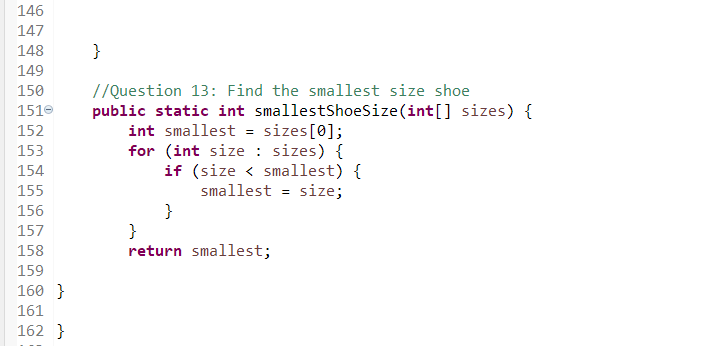 146
147
148     }
149
150     //Question 13: Find the smallest size shoe
151     public static int smallestShoeSize(int[] sizes) {
152         int smallest = sizes[0];
153         for (int size : sizes) {
154             if (size < smallest) {
155                 smallest = size;
156             }
157         }
158         return smallest;
159
160 }
161
162 }